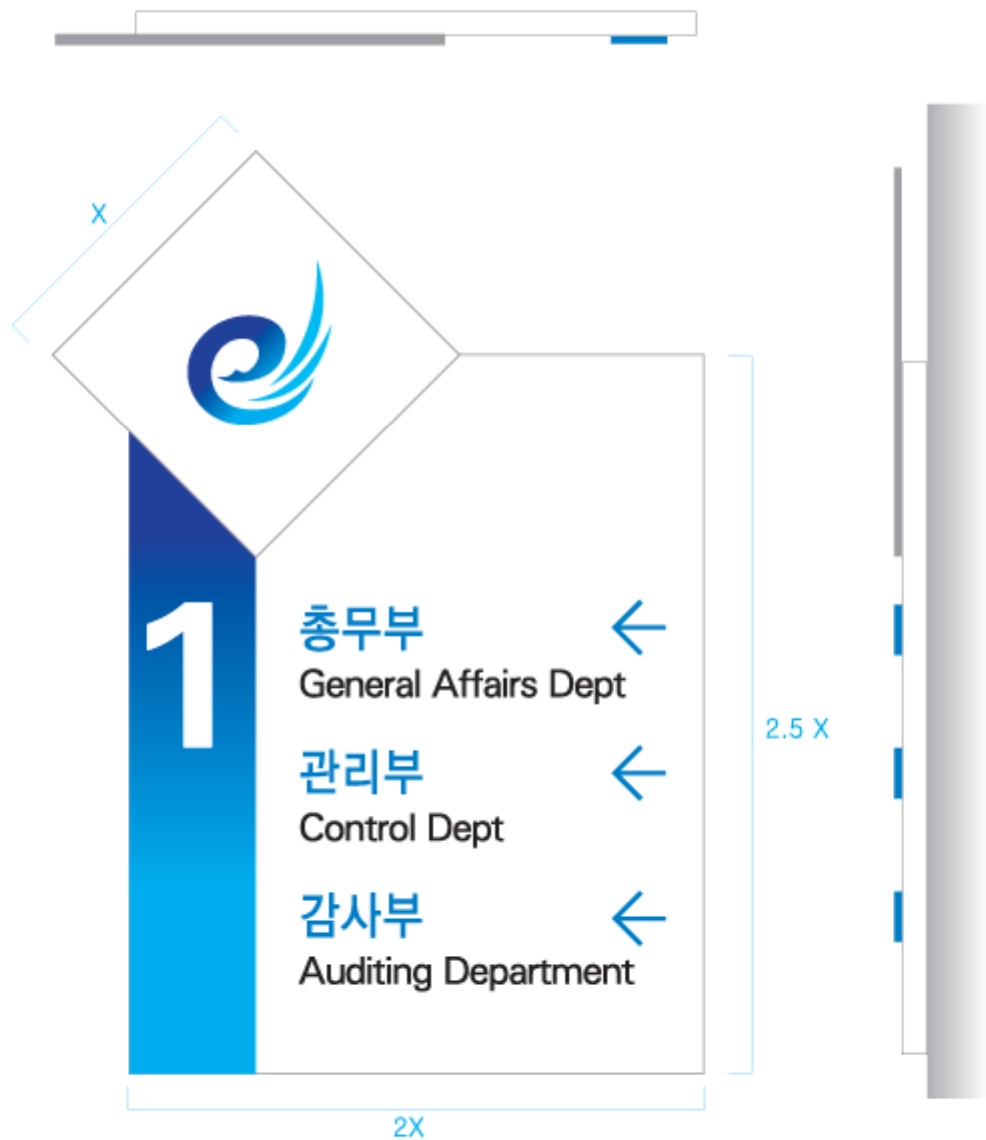 X
1
총무부 ←
General Affairs Dept
관리부 ←
Control Dept
감사부 ←
Auditing Department
2.5 X
2X